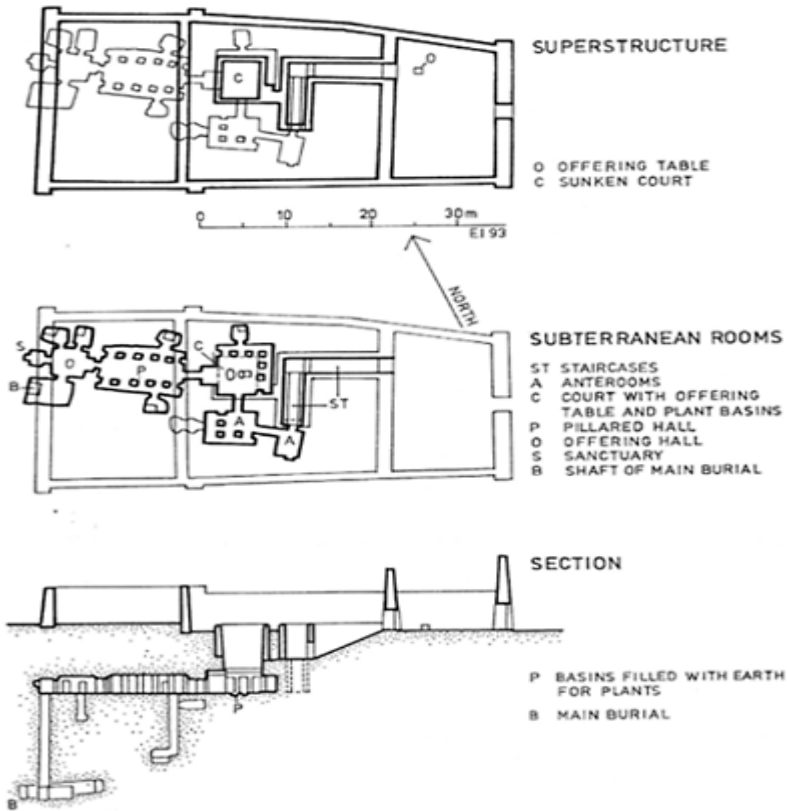 SUPERSTRUCTURE
C
O
O OFFERING TABLE
C SUNKEN COURT
0 10 20 30 m
E.I 93
NORTH
SUBTERRANEAN ROOMS
C
S
O
P
B
A
A
ST
ST STAIRCASES
A ANTEROOMS
C COURT WITH OFFERING
TABLE AND PLANT BASINS
P PILLARED HALL
O OFFERING HALL
S SANCTUARY
B SHAFT OF MAIN BURIAL
SECTION
P BASINS FILLED WITH EARTH
FOR PLANTS
B MAIN BURIAL
P
B